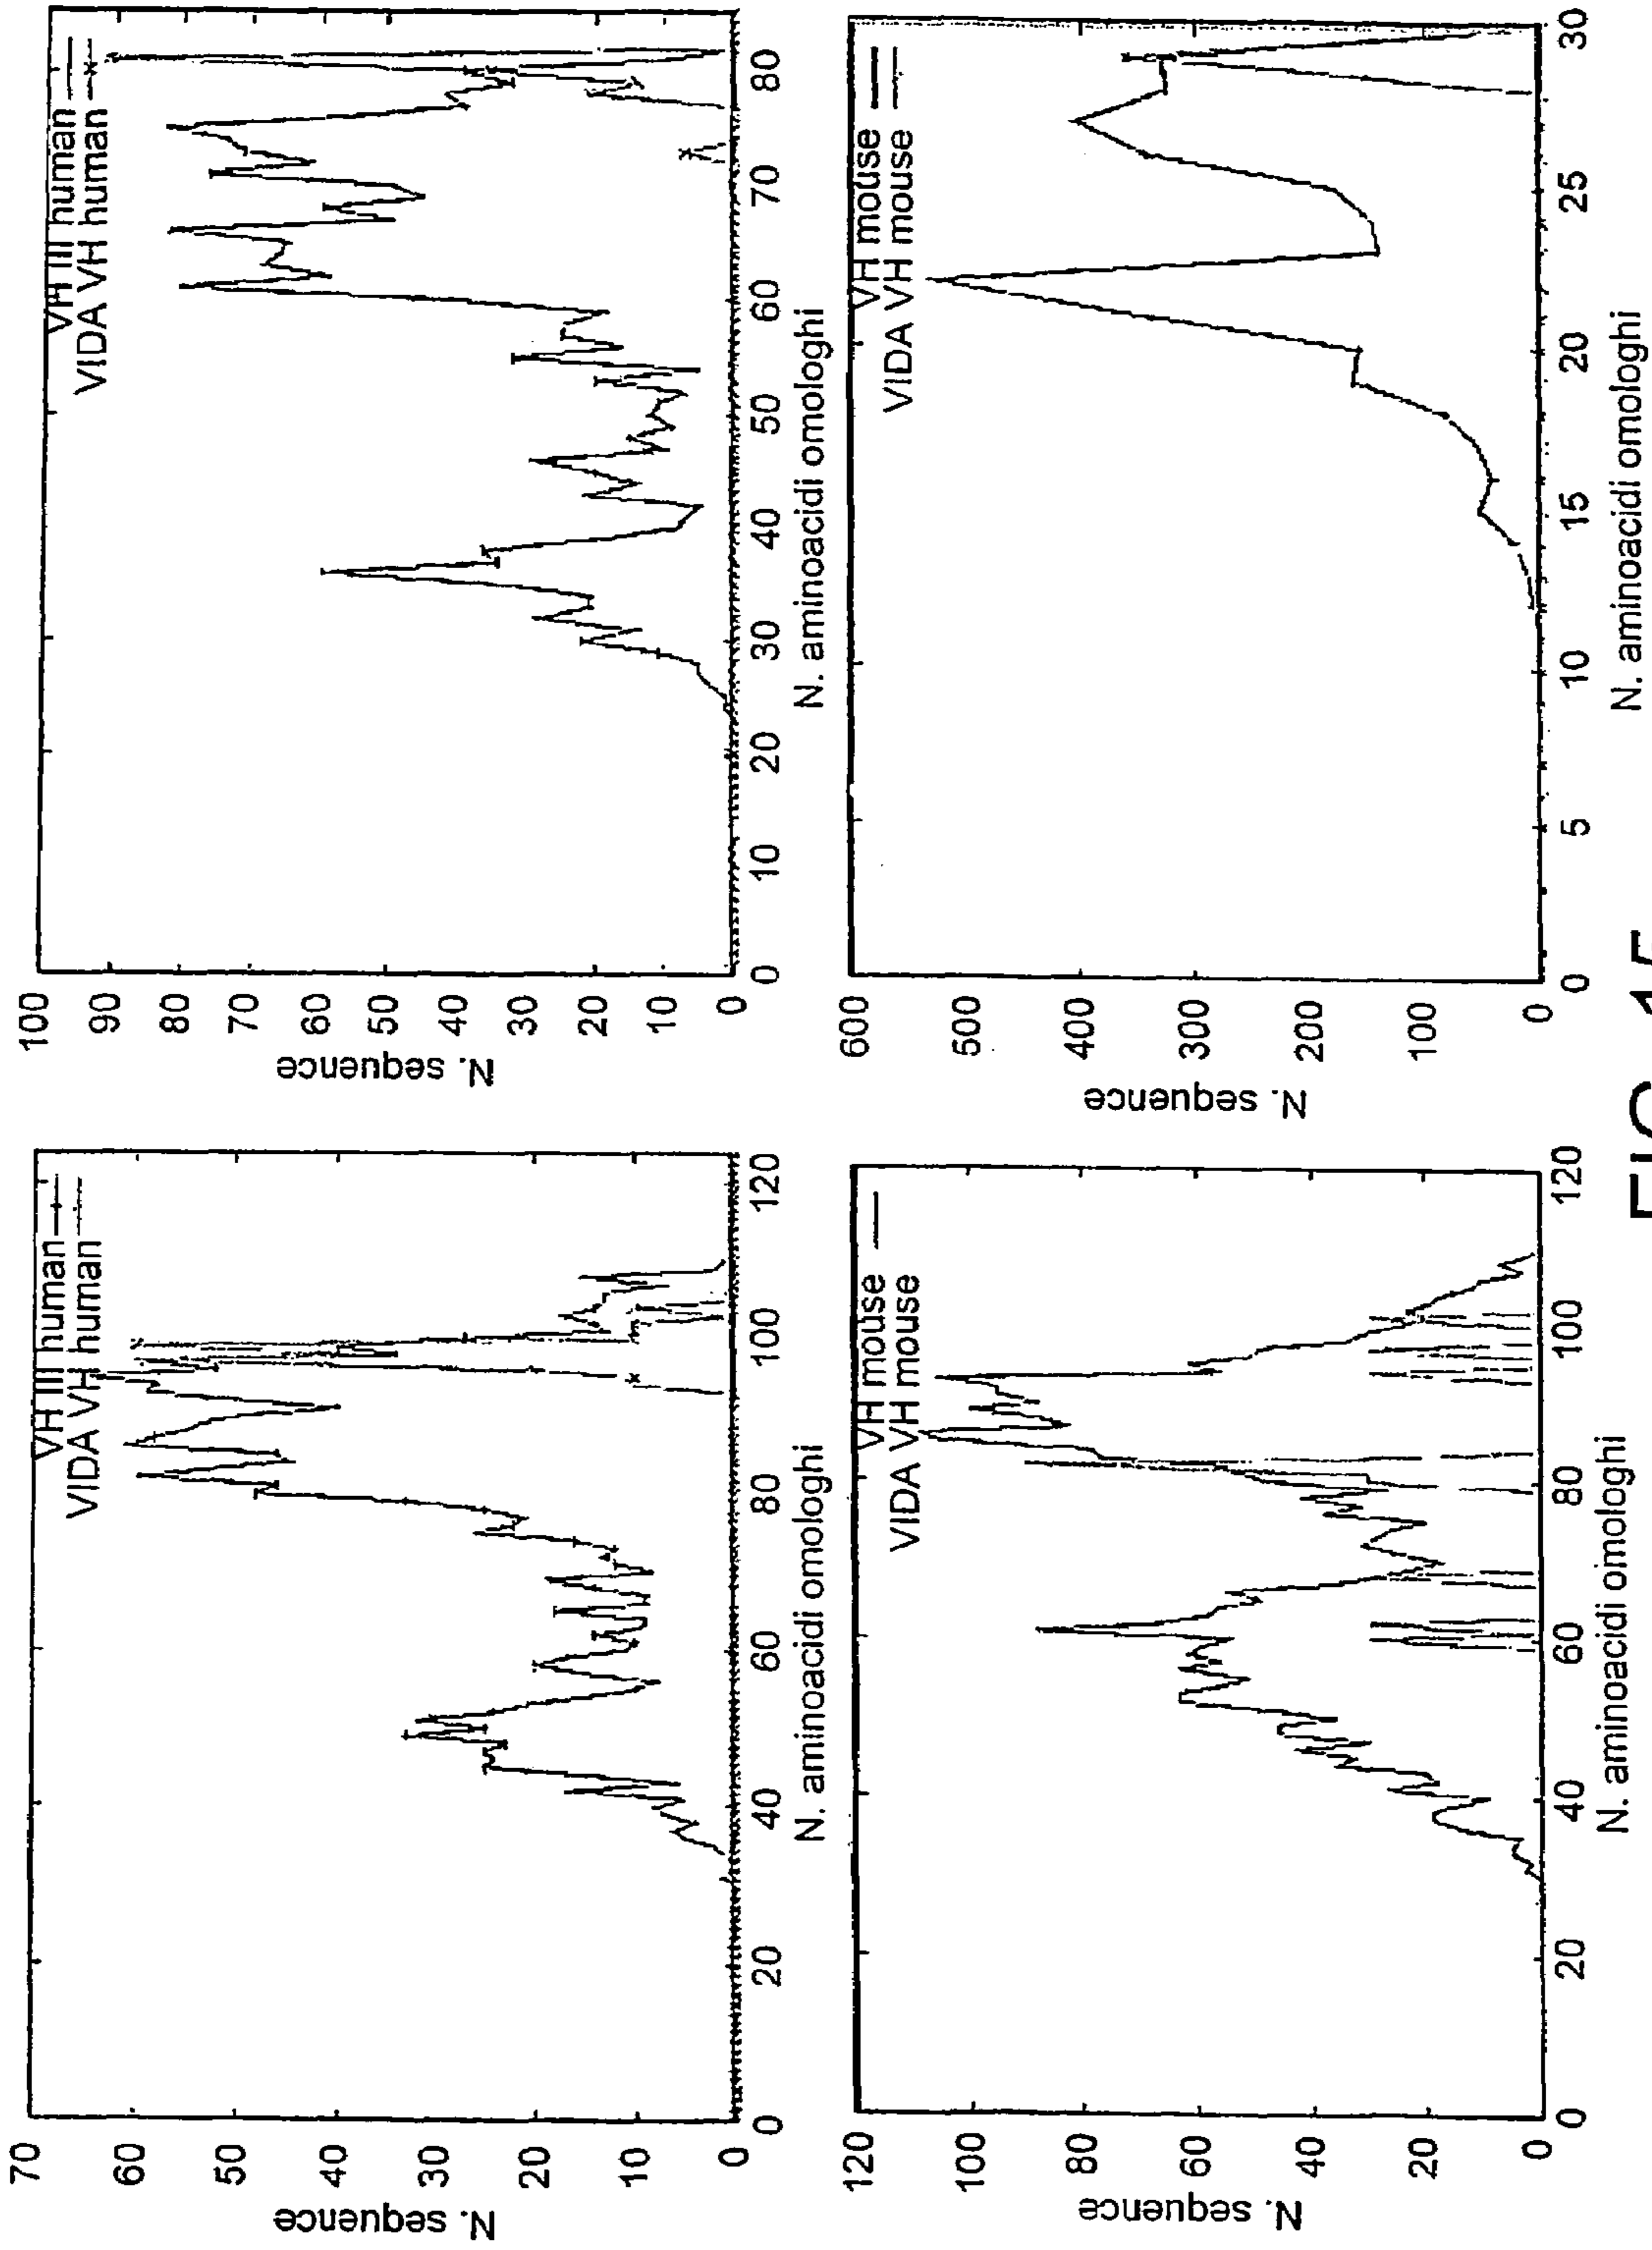 VH III human
VIDA VH human
70
60
50
40
30
20
10
0
N. sequence
0 20 40 60 80 100 120
N. aminoacidi omologhi
VH III human
VIDA VH human
100
90
80
70
60
50
40
30
20
10
0
N. sequence
0 10 20 30 40 50 60 70 80
N. aminoacidi omologhi
VH mouse
VIDA VH mouse
120
100
80
60
40
20
0
N. sequence
0 20 40 60 80 100 120
N. aminoacidi omologhi
VH mouse
VIDA VH mouse
600
500
400
300
200
100
0
N. sequence
0 5 10 15 20 25 30
N. aminoacidi omologhi
FIG. 15